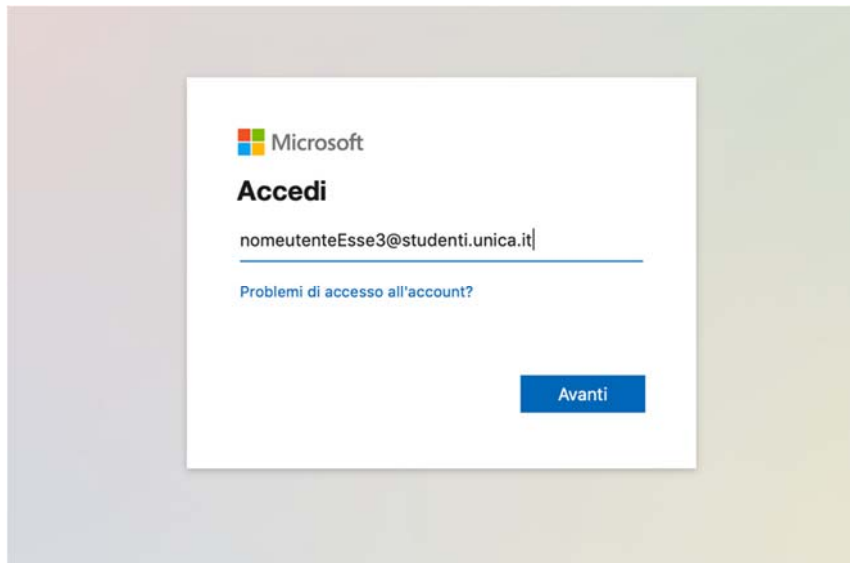 Microsoft
Accedi
nomeutenteEsse3@studenti.unica.it
Problemi di accesso all'account?
Avanti